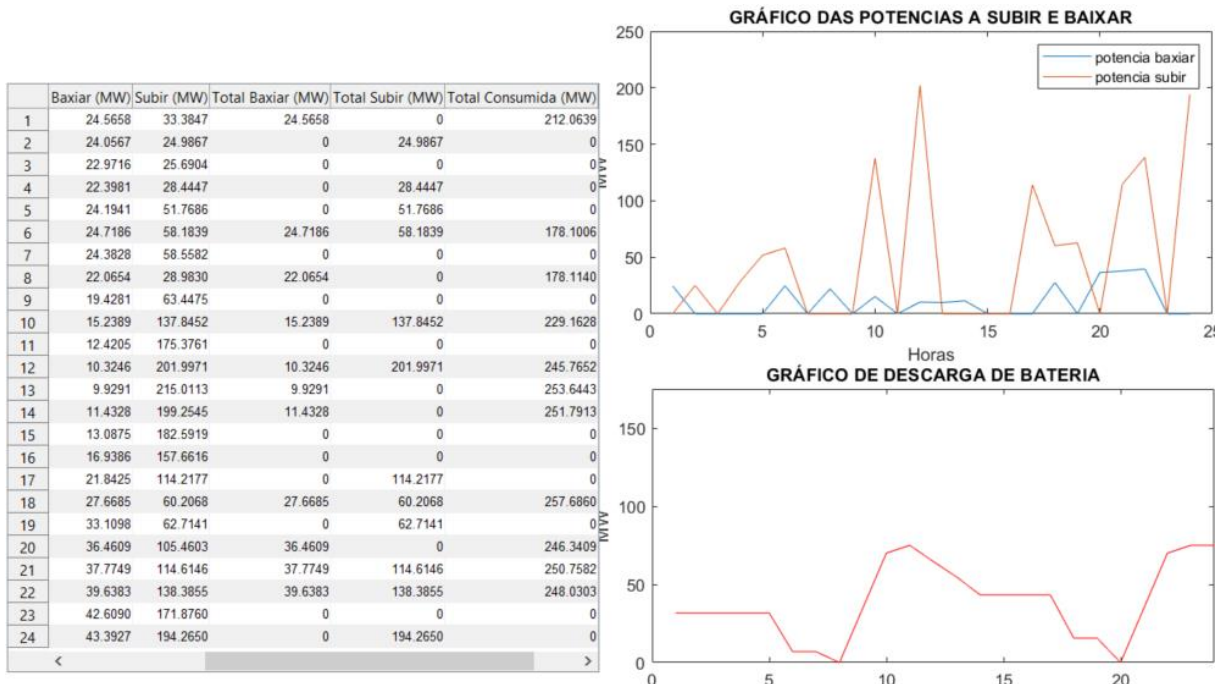 Baxiar (MW) Subir (MW) Total Baxiar (MW) Total Subir (MW) Total Consumida (MW)
1 24.5658 33.3847 24.5658 0 212.0639
2 24.0567 24.9867 0 24.9867 0
3 22.9716 25.6904 0 0 0
4 22.3981 28.4447 0 28.4447 0
5 24.1941 51.7686 0 51.7686 0
6 24.7186 58.1839 24.7186 58.1839 178.1006
7 24.3828 58.5582 0 0 0
8 22.0654 28.9830 22.0654 0 178.1140
9 19.4281 63.4475 0 0 0
10 15.2389 137.8452 15.2389 137.8452 229.1628
11 12.4205 175.3761 0 0 0
12 10.3246 201.9971 10.3246 201.9971 245.7652
13 9.9291 215.0113 9.9291 0 253.6443
14 11.4328 199.2545 11.4328 0 251.7913
15 13.0875 182.5919 0 0 0
16 16.9386 157.6616 0 0 0
17 21.8425 114.2177 0 114.2177 0
18 27.6685 60.2068 27.6685 60.2068 257.6860
19 33.1098 62.7141 0 62.7141 0
20 36.4609 105.4603 36.4609 0 246.3409
21 37.7749 114.6146 37.7749 114.6146 250.7582
22 39.6383 138.3855 39.6383 138.3855 248.0303
23 42.6090 171.8760 0 0 0
24 43.3927 194.2650 0 194.2650 0
GRÁFICO DAS POTENCIAS A SUBIR E BAIXAR
250
200
150
100
50
0
MW
potencia baxiar
potencia subir
0 5 10 15 20 25
Horas
GRÁFICO DE DESCARGA DE BATERIA
150
100
50
0
MW
0 5 10 15 20